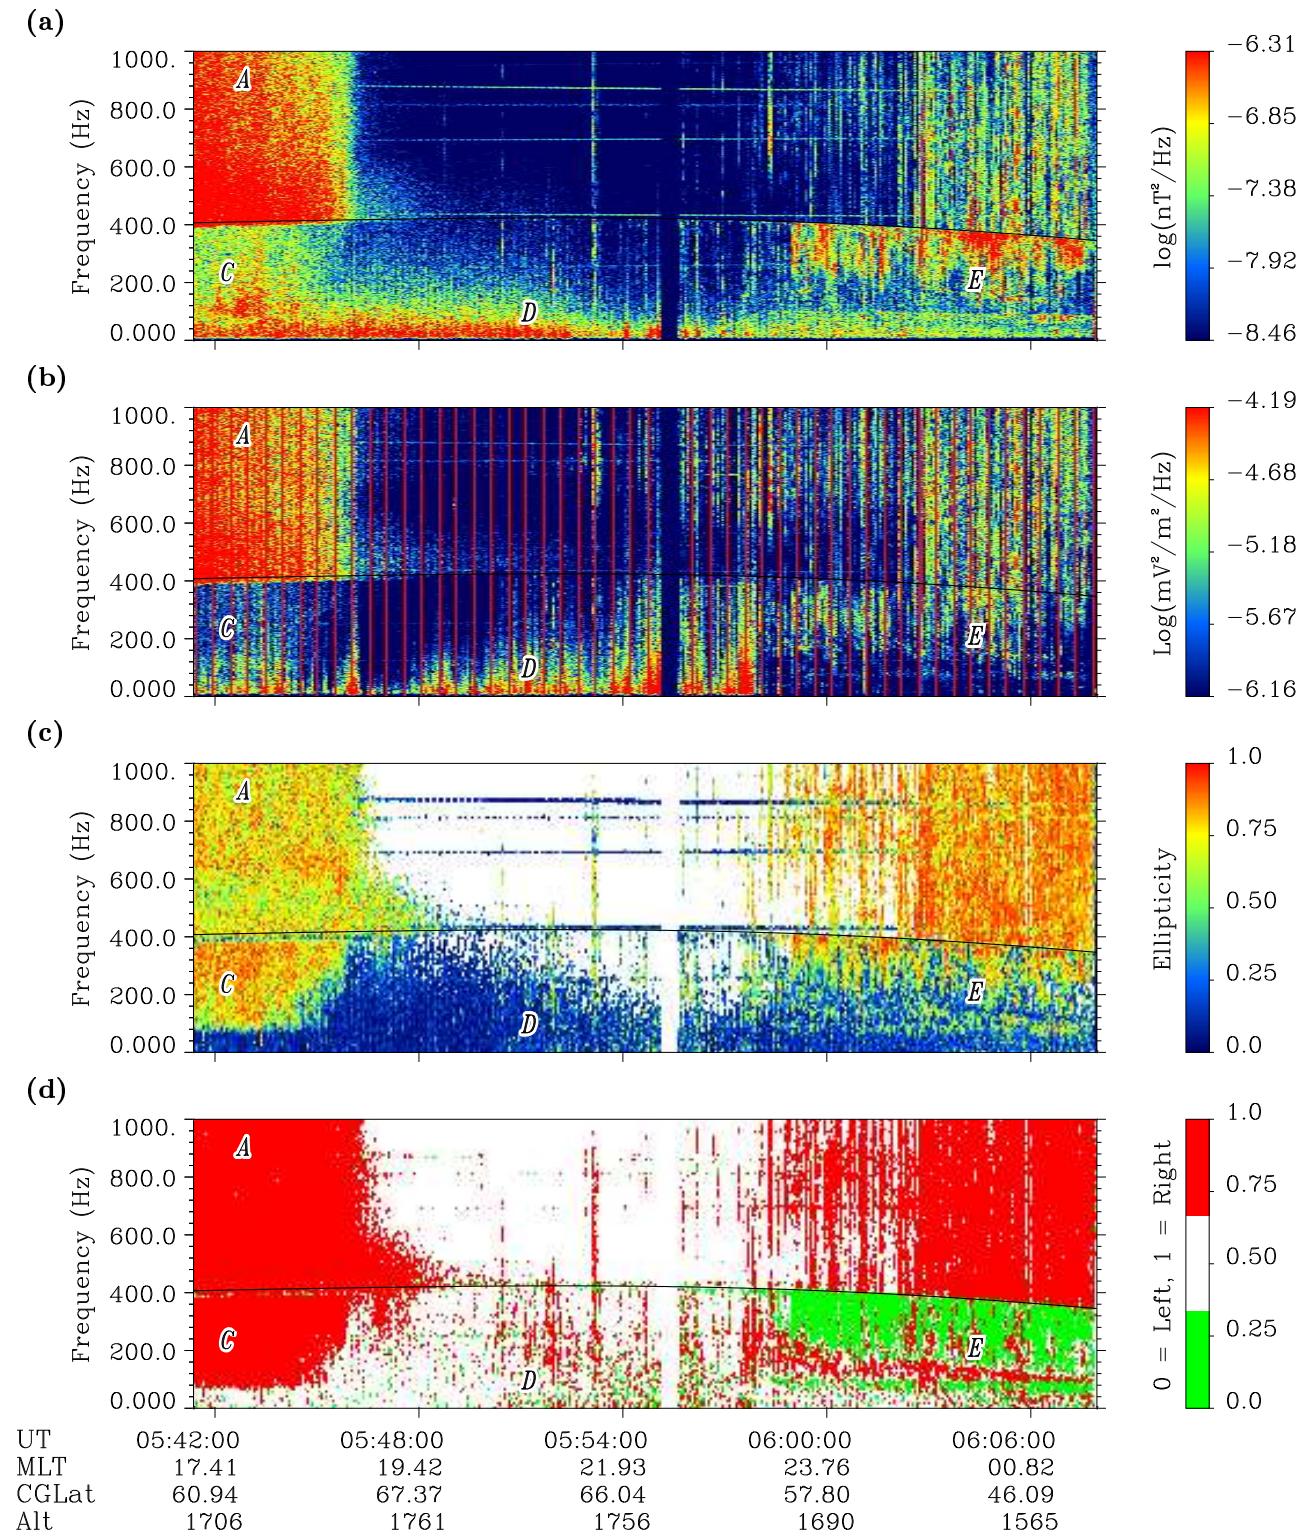 (a)
1000.
800.0
600.0
400.0
200.0
0.000
Frequency (Hz)
A
C
D
E
−6.31
−6.85
−7.38
−7.92
−8.46
log(nT²/Hz)
(b)
1000.
800.0
600.0
400.0
200.0
0.000
Frequency (Hz)
A
C
D
E
−4.19
−4.68
−5.18
−5.67
−6.16
Log(mV²/m²/Hz)
(c)
1000.
800.0
600.0
400.0
200.0
0.000
Frequency (Hz)
A
C
D
E
1.0
0.75
0.50
0.25
0.0
Ellipticity
(d)
1000.
800.0
600.0
400.0
200.0
0.000
Frequency (Hz)
A
C
D
E
1.0
0.75
0.50
0.25
0.0
0 = Left, 1 = Right
UT 05:42:00 05:48:00 05:54:00 06:00:00 06:06:00
MLT 17.41 19.42 21.93 23.76 00.82
CGLat 60.94 67.37 66.04 57.80 46.09
Alt 1706 1761 1756 1690 1565